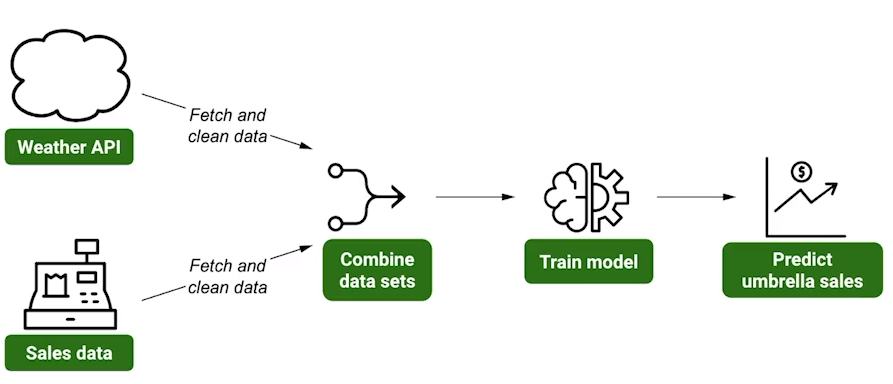 Weather API
Fetch and
clean data
Sales data
Fetch and
clean data
Combine
data sets
Train model
$
Predict
umbrella sales